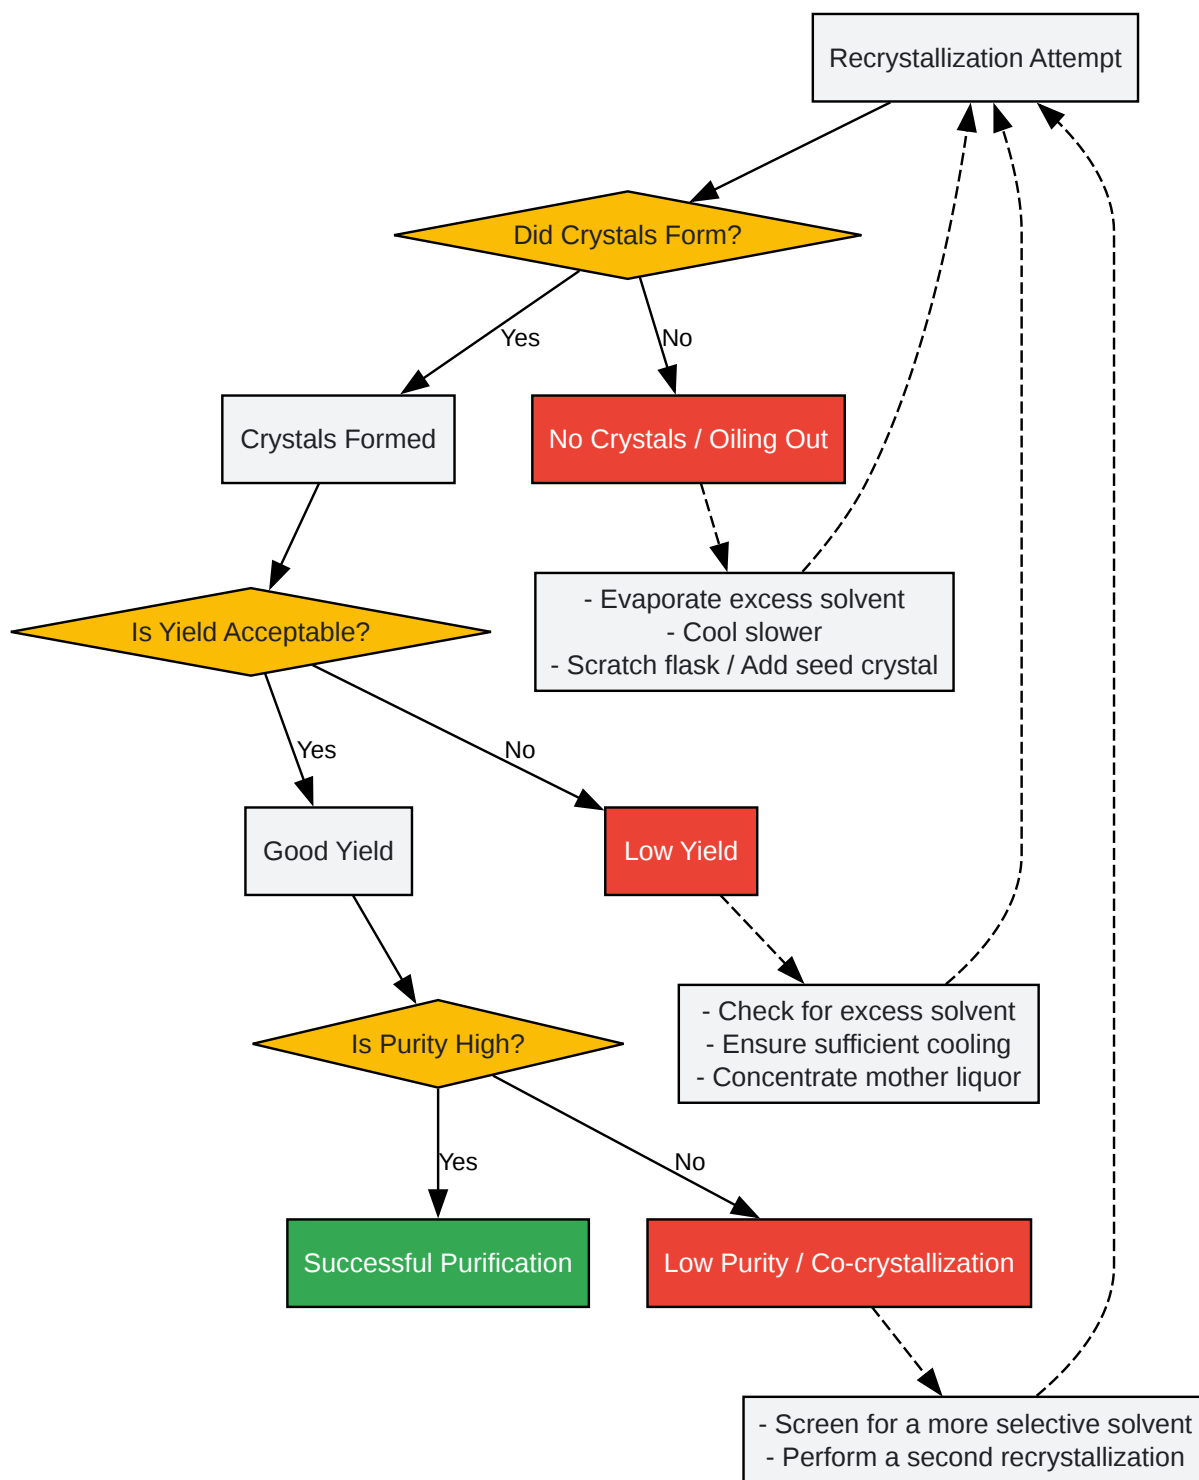 Recrystallization Attempt
Did Crystals Form?
Yes
No
Crystals Formed
No Crystals / Oiling Out
- Evaporate excess solvent
- Cool slower
- Scratch flask / Add seed crystal
Is Yield Acceptable?
Yes
No
Good Yield
Low Yield
- Check for excess solvent
- Ensure sufficient cooling
- Concentrate mother liquor
Is Purity High?
Yes
No
Successful Purification
Low Purity / Co-crystallization
- Screen for a more selective solvent
- Perform a second recrystallization